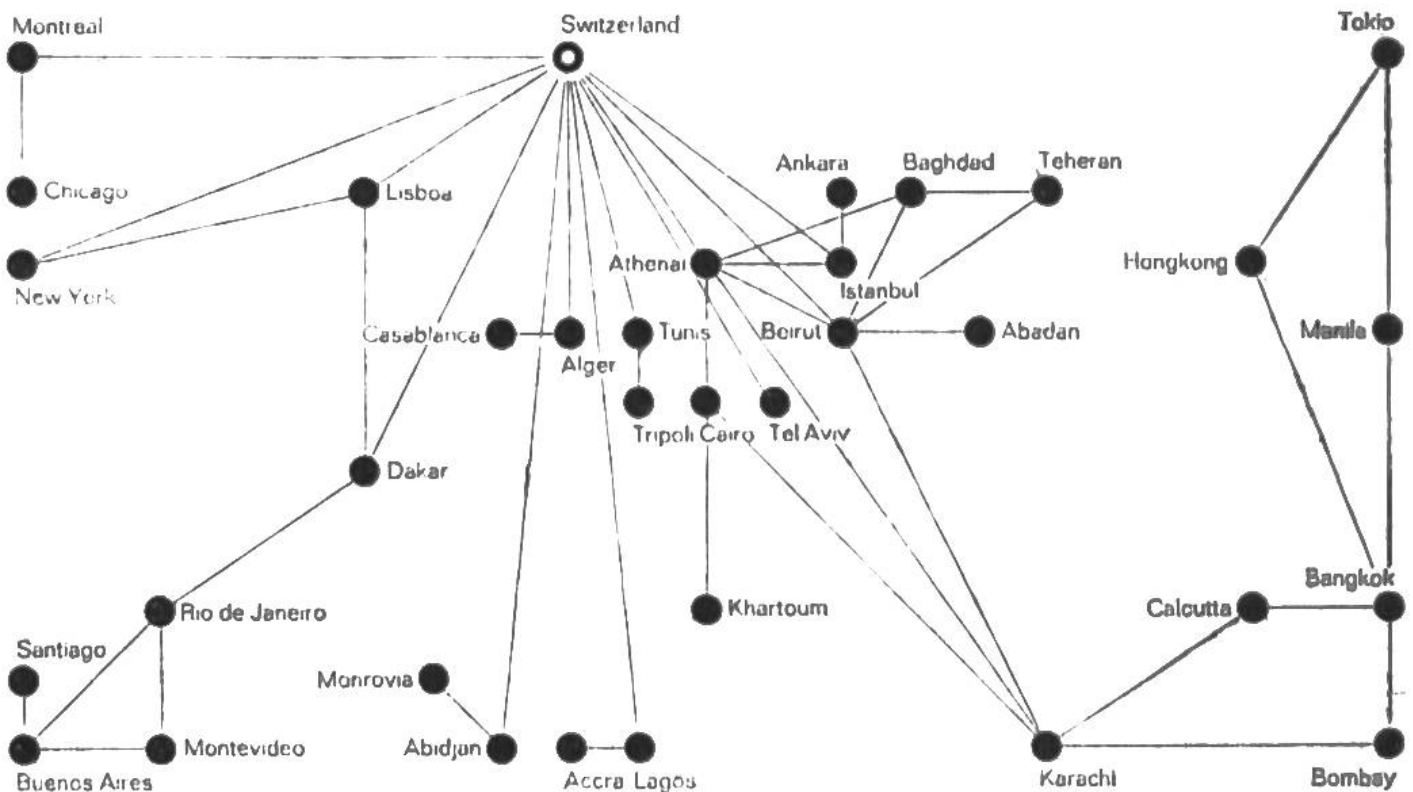 Montreal
Switzerland
Tokio
Ankara
Baghdad
Teheran
Chicago
Lisboa
Athenai
Hongkong
New York
Istanbul
Casablanca
Tunis
Beirut
Abadan
Manila
Alger
Tripoli
Cairo
Tel Aviv
Dakar
Bangkok
Rio de Janeiro
Khartoum
Calcutta
Santiago
Monrovia
Montevideo
Abidjan
Buenos Aires
Accra
Lagos
Karachi
Bombay